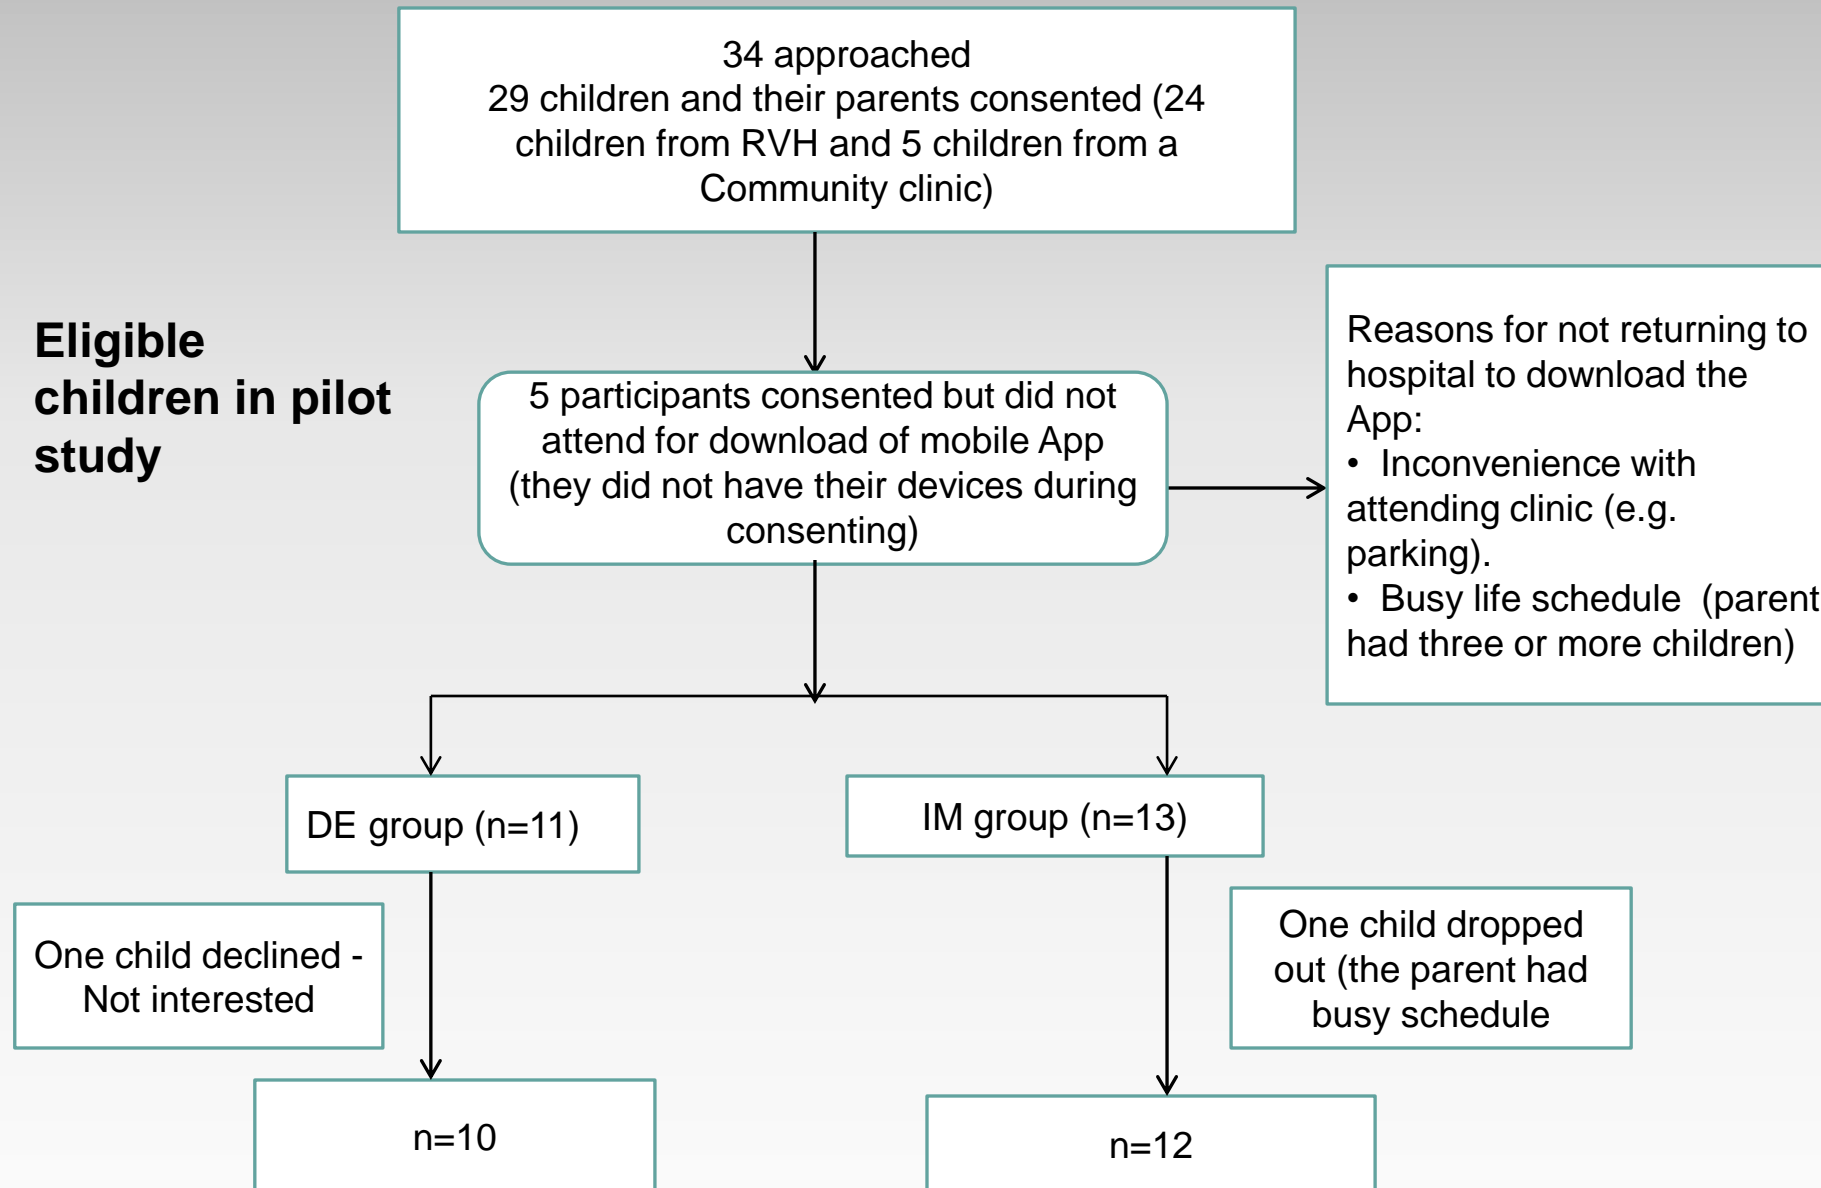 34 approached
29 children and their parents consented (24
children from RVH and 5 children from a
Community clinic)
Eligible
children in pilot
study
5 participants consented but did not
attend for download of mobile App
(they did not have their devices during
consenting)
Reasons for not returning to
hospital to download the
App:
• Inconvenience with
attending clinic (e.g.
parking).
• Busy life schedule (parent
had three or more children)
DE group (n=11)
IM group (n=13)
One child declined -
Not interested
One child dropped
out (the parent had
busy schedule
n=10
n=12